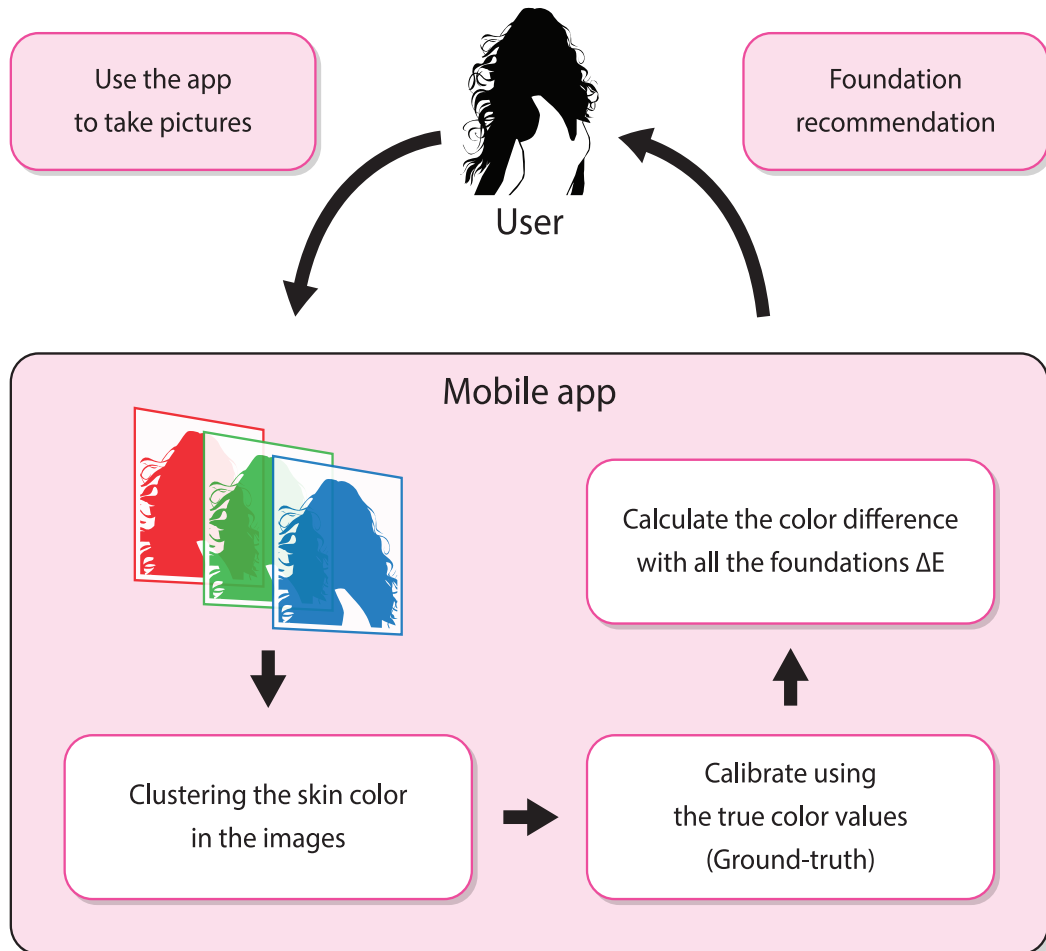 Use the app
to take pictures
User
Foundation
recommendation
Mobile app
Clustering the skin color
in the images
Calibrate using
the true color values
(Ground-truth)
Calculate the color difference
with all the foundations ΔE